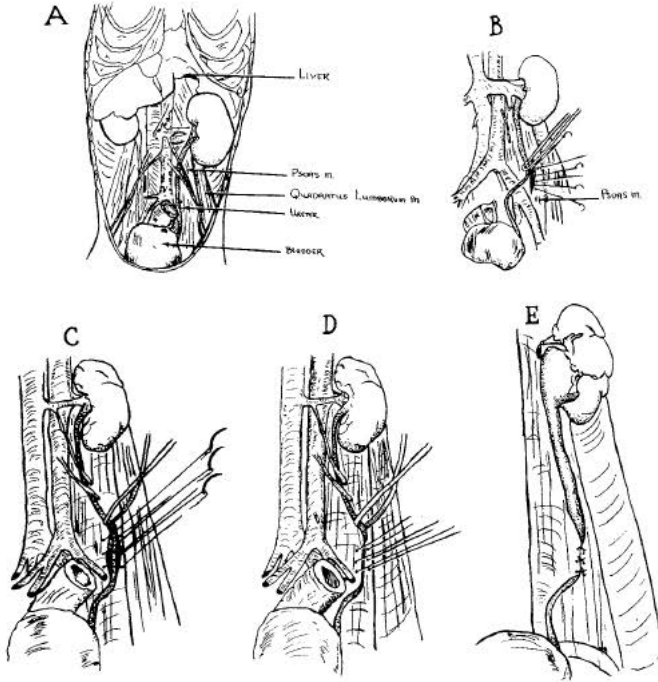 A
LIVER
PSOAS M.
QUADRATUS LUMBORUM M
URETER
BLADDER
B
PSOAS M.
C
D
E